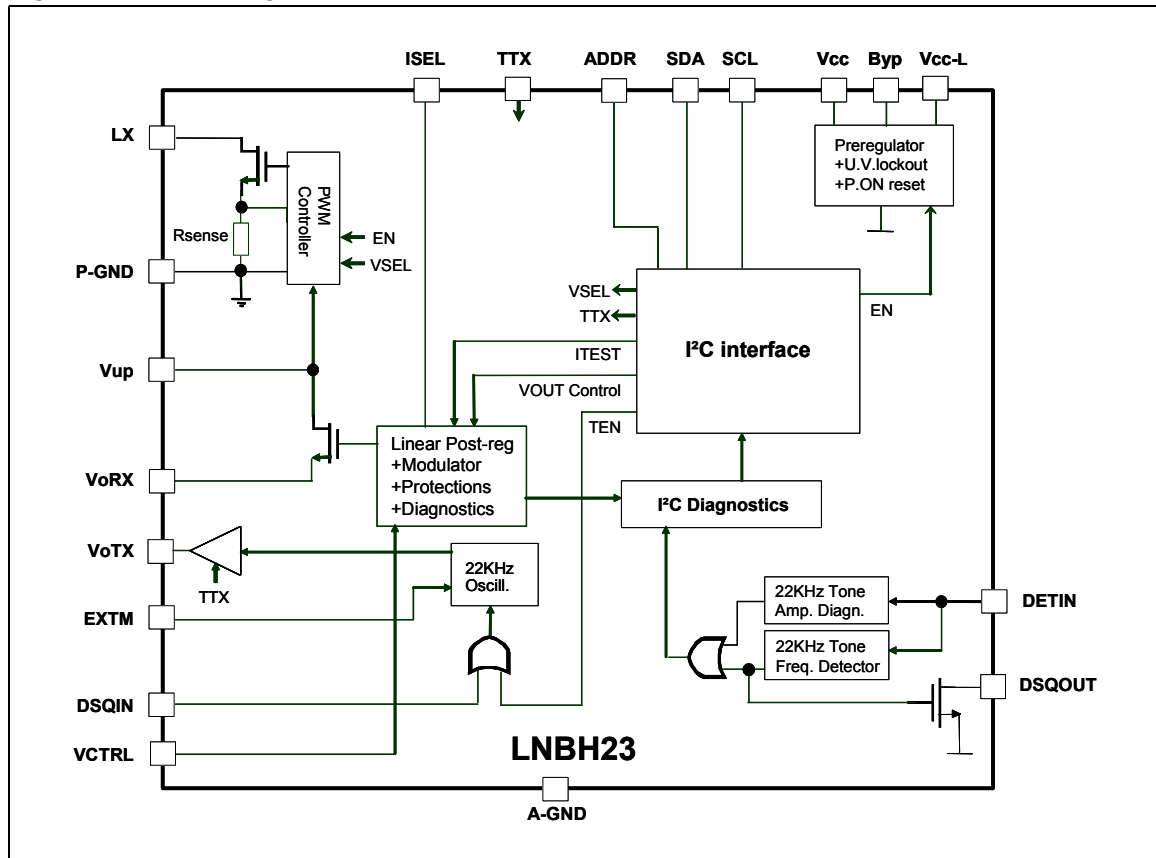 ISEL TTX ADDR SDA SCL Vcc Byp Vcc-L
LX
PWM
Controller
Rsense
EN
VSEL
P-GND
Preregulator
+U.V.lockout
+P.ON reset
VSEL
TTX
EN
I²C interface
ITEST
VOUT Control
TEN
Vup
Linear Post-reg
+Modulator
+Protections
+Diagnostics
VoRX
I²C Diagnostics
VoTX
TTX
22KHz
Oscill.
EXTM
22KHz Tone
Amp. Diagn.
DETIN
22KHz Tone
Freq. Detector
DSQOUT
DSQIN
VCTRL
LNBH23
A-GND